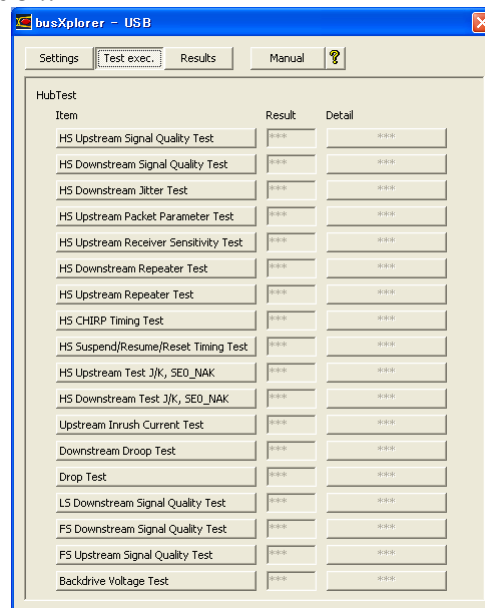 busXplorer - USB
Settings Test exec. Results Manual ?
HubTest
Item Result Detail
HS Upstream Signal Quality Test *** ***
HS Downstream Signal Quality Test *** ***
HS Downstream Jitter Test *** ***
HS Upstream Packet Parameter Test *** ***
HS Upstream Receiver Sensitivity Test *** ***
HS Downstream Repeater Test *** ***
HS Upstream Repeater Test *** ***
HS CHIRP Timing Test *** ***
HS Suspend/Resume/Reset Timing Test *** ***
HS Upstream Test J/K, SE0_NAK *** ***
HS Downstream Test J/K, SE0_NAK *** ***
Upstream Inrush Current Test *** ***
Downstream Droop Test *** ***
Drop Test *** ***
LS Downstream Signal Quality Test *** ***
FS Downstream Signal Quality Test *** ***
FS Upstream Signal Quality Test *** ***
Backdrive Voltage Test *** ***